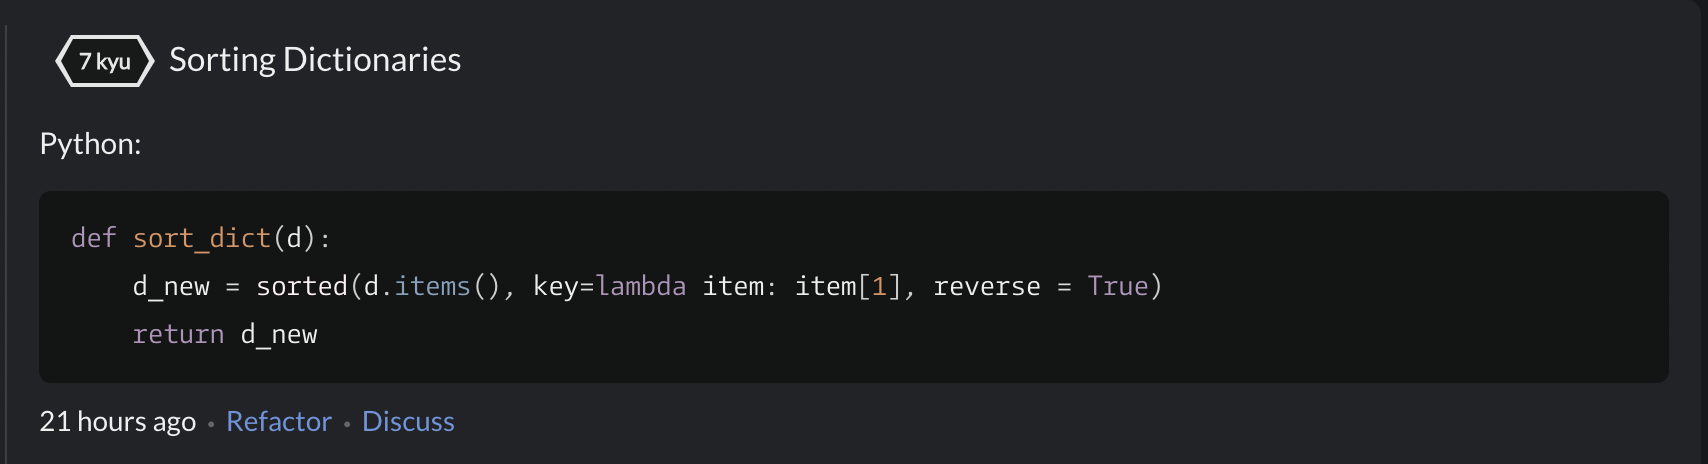 7 kyu Sorting Dictionaries
Python:
def sort_dict(d):
    d_new = sorted(d.items(), key=lambda item: item[1], reverse = True)
    return d_new
21 hours ago • Refactor • Discuss